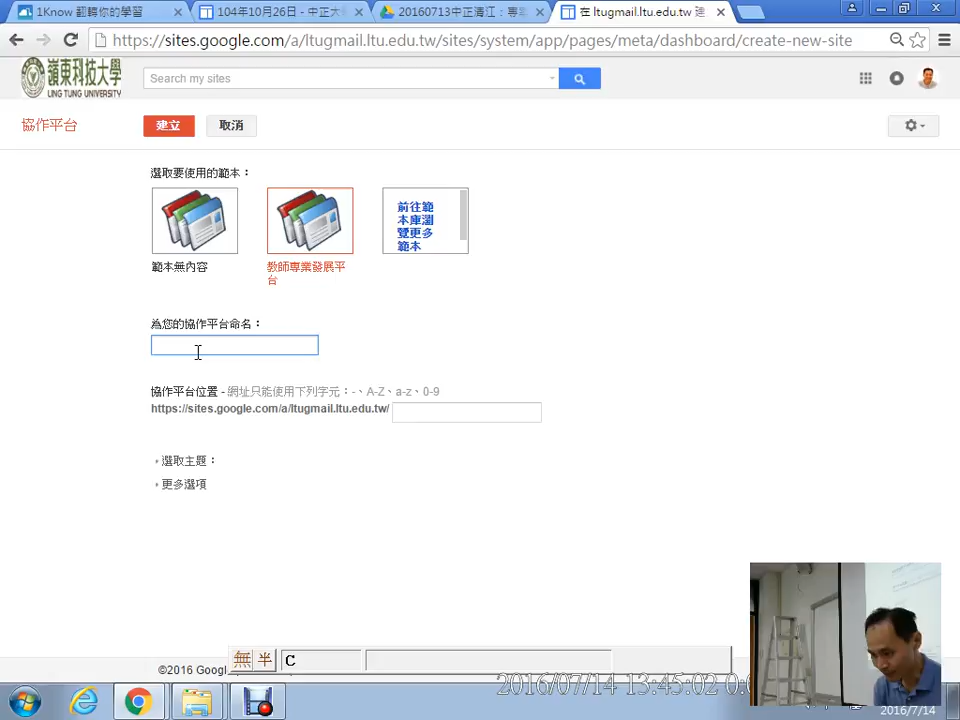 1Know 翻轉你的學習
104年10月26日 - 中正大
20160713中正清江：專
在 ltugmail.ltu.edu.tw 建
https://sites.google.com/a/ltugmail.ltu.edu.tw/sites/system/app/pages/meta/dashboard/create-new-site
嶺東科技大學
LING TUNG UNIVERSITY
Search my sites
協作平台
建立
取消
選取要使用的範本：
前往範
本庫瀏
覽更多
範本
範本無內容
教師專業發展平
台
為您的協作平台命名：
協作平台位置 - 網址只能使用下列字元：-、A-Z、a-z、0-9
https://sites.google.com/a/ltugmail.ltu.edu.tw/
選取主題：
更多選項
©2016 Goog
無 半 C
2016/07/14 13:45:02 0:0
2016/7/14